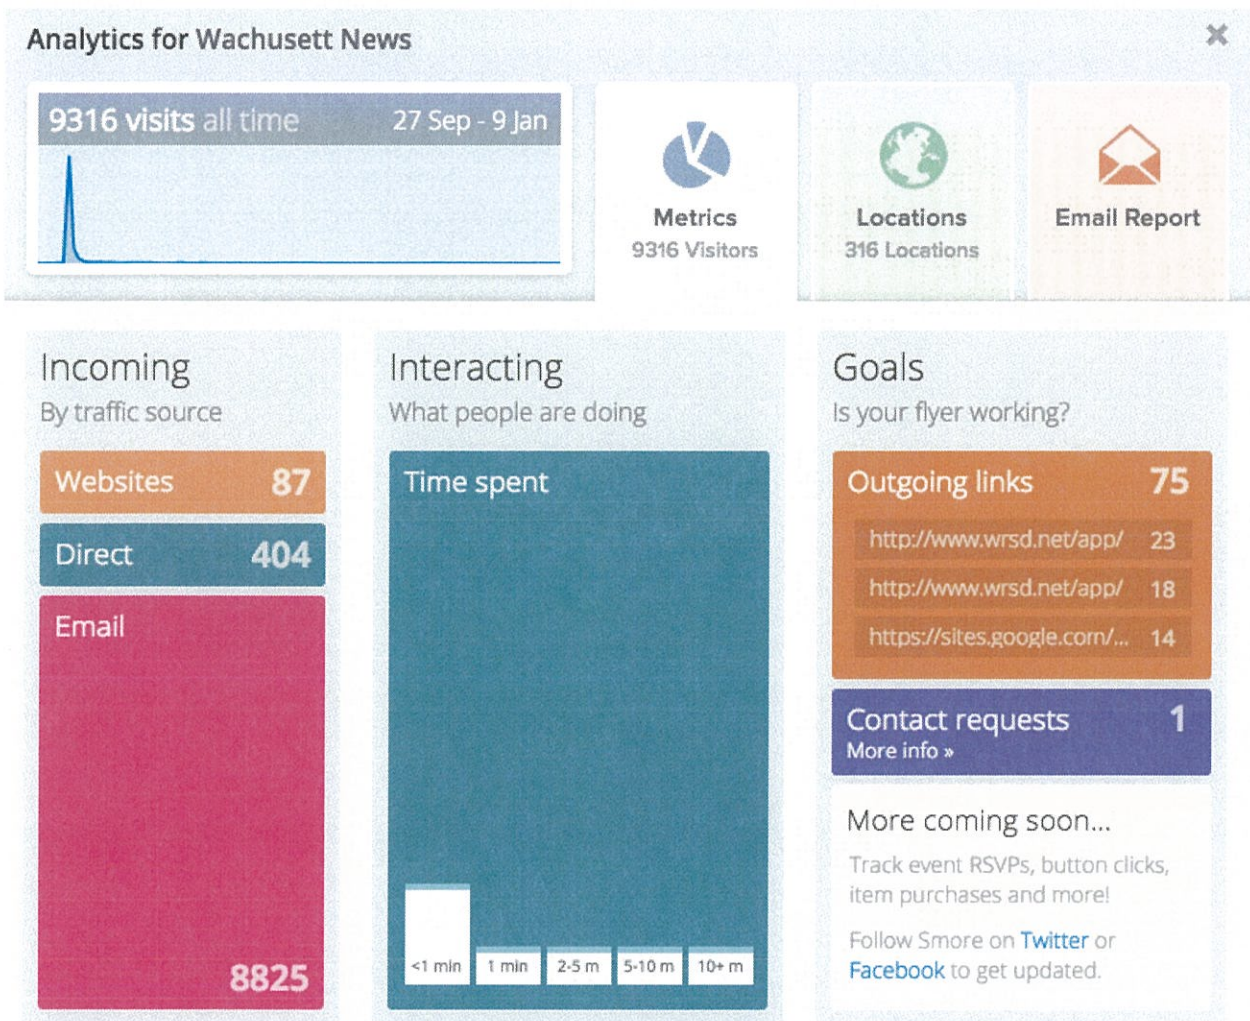 Analytics for Wachusett News
9316 visits all time 27 Sep - 9 Jan
Metrics
9316 Visitors
Locations
316 Locations
Email Report
Incoming
By traffic source
Websites 87
Direct 404
Email
8825
Interacting
What people are doing
Time spent
<1 min 1 min 2-5 m 5-10 m 10+ m
Goals
Is your flyer working?
Outgoing links 75
http://www.wrsd.net/app/ 23
http://www.wrsd.net/app/ 18
https://sites.google.com/... 14
Contact requests 1
More info »
More coming soon...
Track event RSVPs, button clicks,
item purchases and more!
Follow Smore on Twitter or
Facebook to get updated.